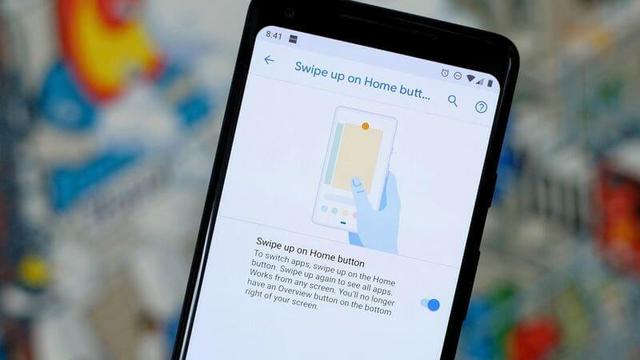 8:41
Swipe up on Home butt...
Swipe up on Home button
To switch apps, swipe up on the Home
button. Swipe up again to see all apps.
Works from any screen. You'll no longer
have an Overview button on the bottom
right of your screen.